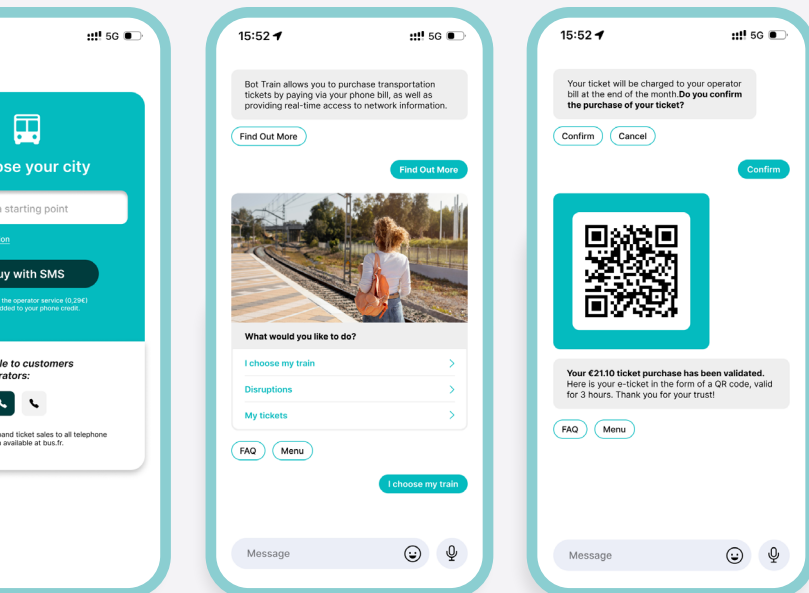 5G
ose your city
starting point
on
uy with SMS
the operator service (0,29€)
dded to your phone credit.
le to customers
rators:
and ticket sales to all telephone
available at bus.fr.
15:52
5G
Bot Train allows you to purchase transportation
tickets by paying via your phone bill, as well as
providing real-time access to network information.
Find Out More
Find Out More
What would you like to do?
I choose my train
Disruptions
My tickets
FAQ
Menu
I choose my train
Message
15:52
5G
Your ticket will be charged to your operator
bill at the end of the month.Do you confirm
the purchase of your ticket?
Confirm
Cancel
Confirm
Your €21.10 ticket purchase has been validated.
Here is your e-ticket in the form of a QR code, valid
for 3 hours. Thank you for your trust!
FAQ
Menu
Message